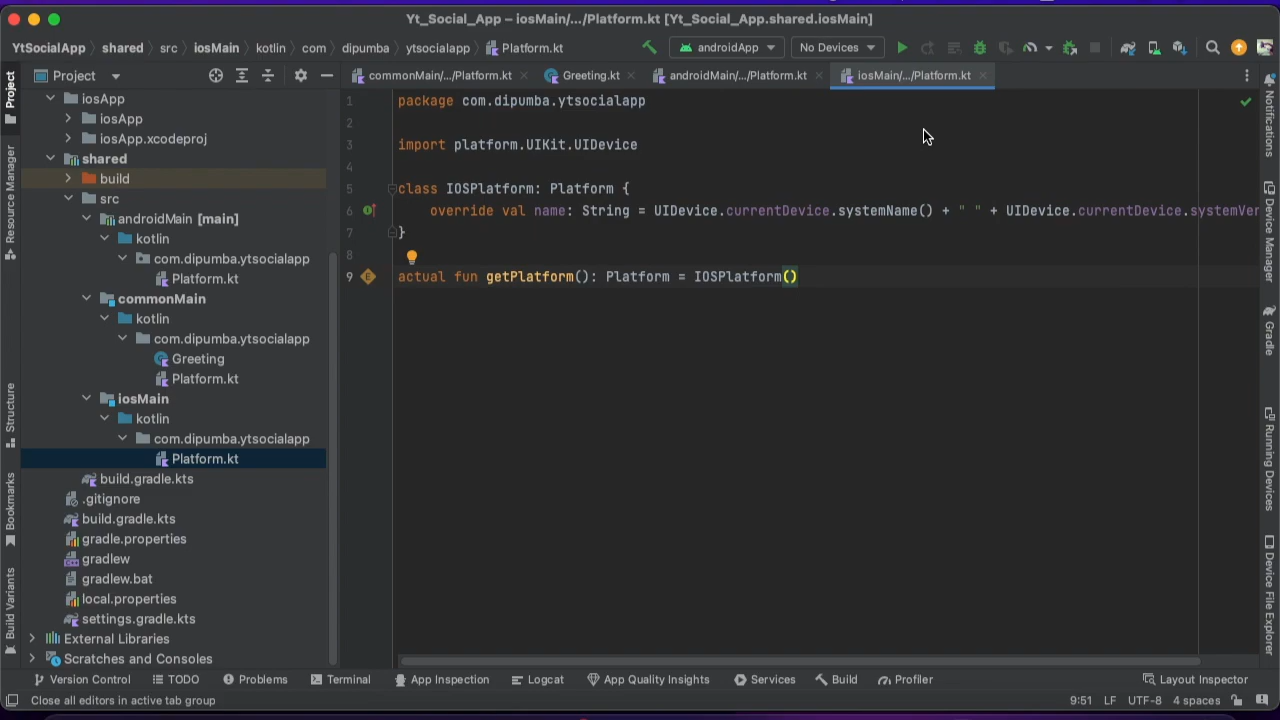 Yt_Social_App – iosMain/.../Platform.kt [Yt_Social_App.shared.iosMain]
YtSocialApp shared src iosMain kotlin com dipumba ytsocialapp Platform.kt androidApp No Devices
Project
commonMain/.../Platform.kt Greeting.kt androidMain/.../Platform.kt iosMain/.../Platform.kt
iosApp
iosApp
iosApp.xcodeproj
shared
build
src
androidMain [main]
kotlin
com.dipumba.ytsocialapp
Platform.kt
commonMain
kotlin
com.dipumba.ytsocialapp
Greeting
Platform.kt
iosMain
kotlin
com.dipumba.ytsocialapp
Platform.kt
build.gradle.kts
.gitignore
build.gradle.kts
gradle.properties
gradlew
gradlew.bat
local.properties
settings.gradle.kts
External Libraries
Scratches and Consoles
1 package com.dipumba.ytsocialapp
2
3 import platform.UIKit.UIDevice
4
5 class IOSPlatform: Platform {
6 override val name: String = UIDevice.currentDevice.systemName() + " " + UIDevice.currentDevice.systemVer
7 }
8
9 actual fun getPlatform(): Platform = IOSPlatform()
Project
Resource Manager
Structure
Bookmarks
Build Variants
Notifications
Device Manager
Gradle
Running Devices
Device File Explorer
Version Control TODO Problems Terminal App Inspection Logcat App Quality Insights Services Build Profiler Layout Inspector
Close all editors in active tab group 9:51 LF UTF-8 4 spaces